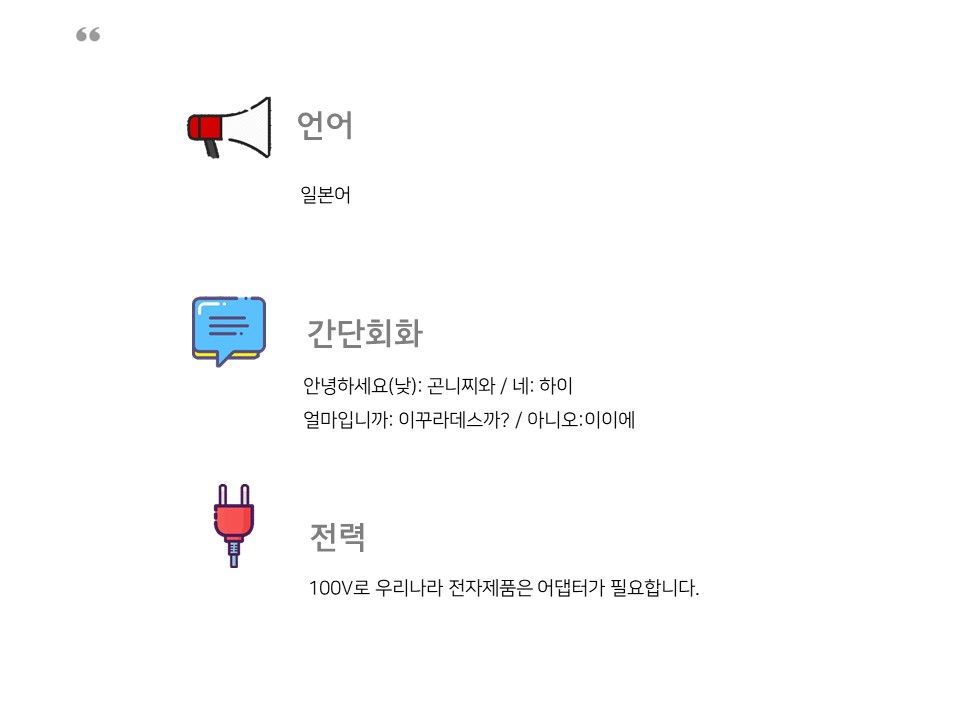 “
언어
일본어
간단회화
안녕하세요(낮): 곤니찌와 / 네: 하이
얼마입니까: 이꾸라데스까? / 아니오:이이에
전력
100V로 우리나라 전자제품은 어댑터가 필요합니다.